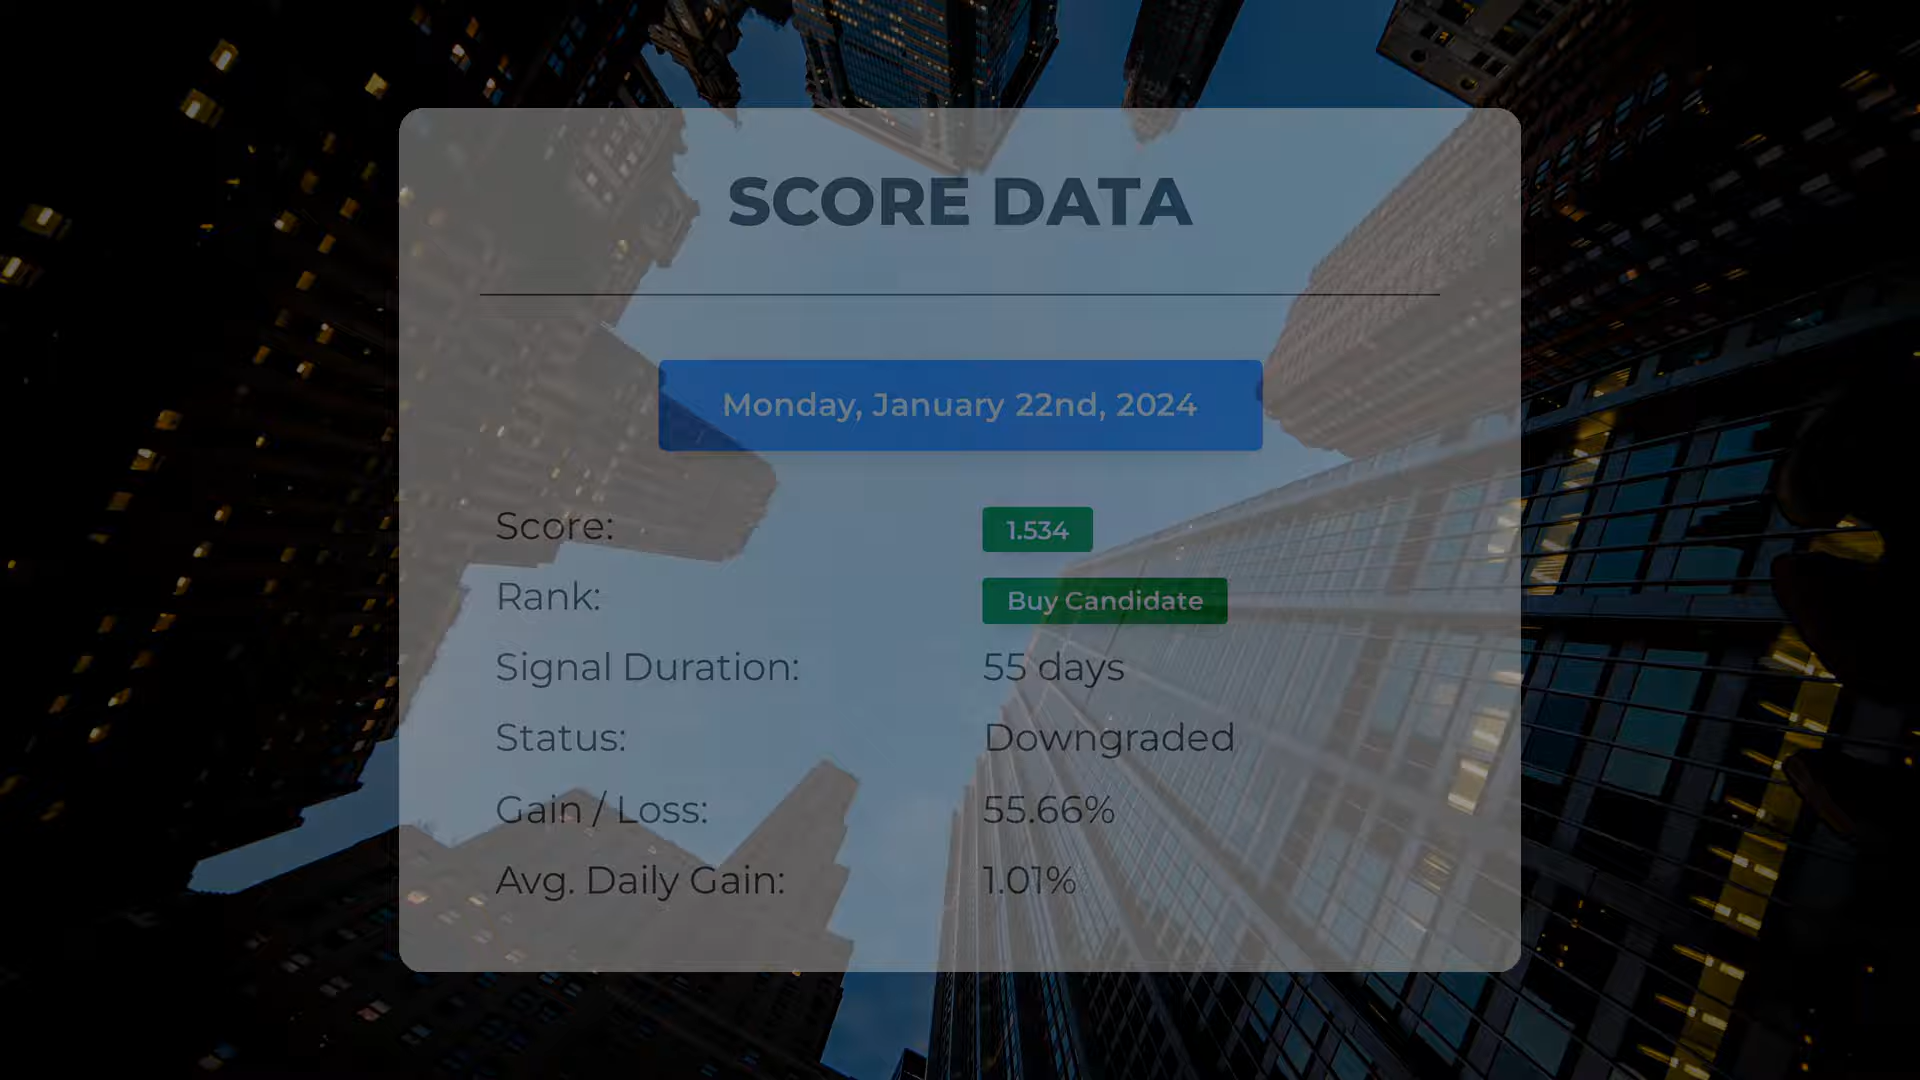 SCORE DATA
Monday, January 22nd, 2024
Score: 1.534
Rank: Buy Candidate
Signal Duration: 55 days
Status: Downgraded
Gain / Loss: 55.66%
Avg. Daily Gain: 1.01%